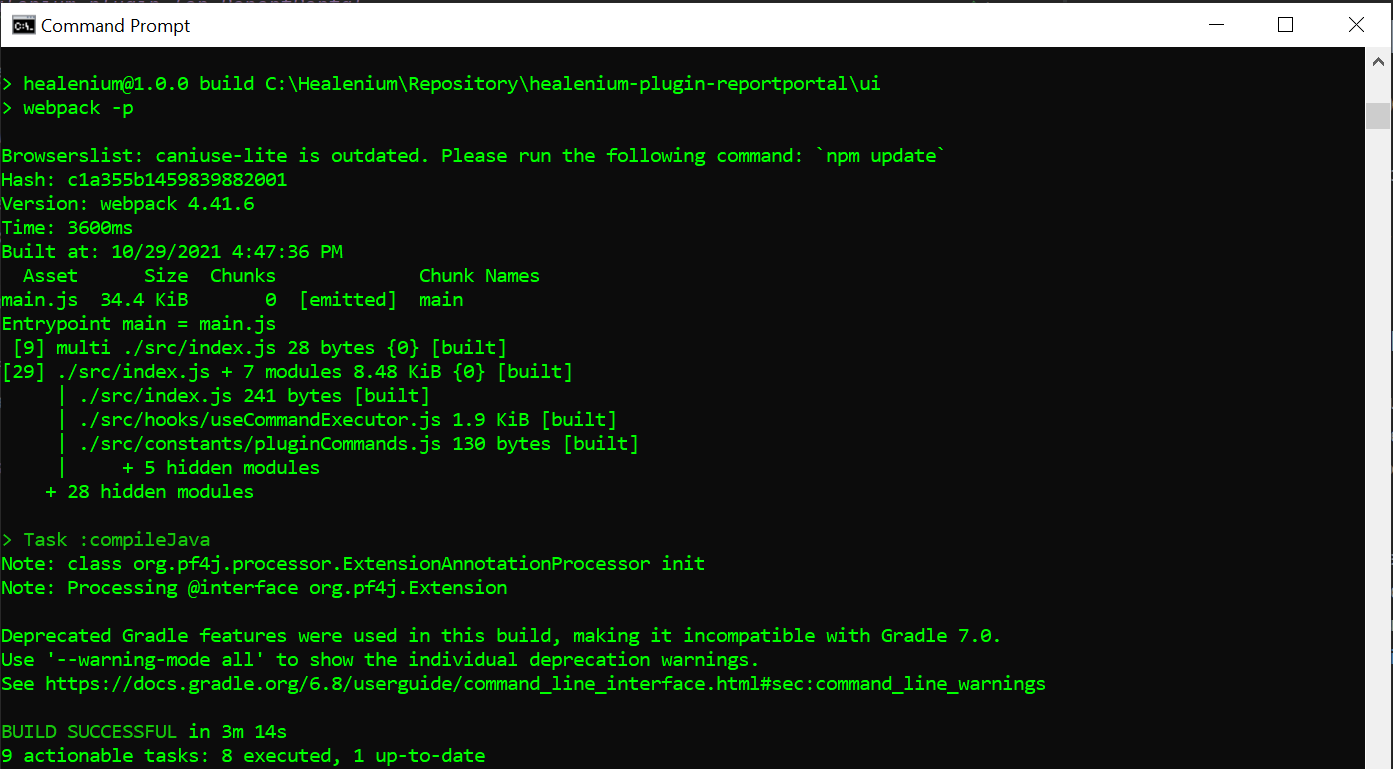 Command Prompt
> healenium@1.0.0 build C:\Healenium\Repository\healenium-plugin-reportportal\ui
> webpack -p
Browserslist: caniuse-lite is outdated. Please run the following command: `npm update`
Hash: c1a355b1459839882001
Version: webpack 4.41.6
Time: 3600ms
Built at: 10/29/2021 4:47:36 PM
  Asset      Size  Chunks             Chunk Names
main.js  34.4 KiB       0  [emitted]  main
Entrypoint main = main.js
 [9] multi ./src/index.js 28 bytes {0} [built]
[29] ./src/index.js + 7 modules 8.48 KiB {0} [built]
     | ./src/index.js 241 bytes [built]
     | ./src/hooks/useCommandExecutor.js 1.9 KiB [built]
     | ./src/constants/pluginCommands.js 130 bytes [built]
     |     + 5 hidden modules
    + 28 hidden modules
> Task :compileJava
Note: class org.pf4j.processor.ExtensionAnnotationProcessor init
Note: Processing @interface org.pf4j.Extension
Deprecated Gradle features were used in this build, making it incompatible with Gradle 7.0.
Use '--warning-mode all' to show the individual deprecation warnings.
See https://docs.gradle.org/6.8/userguide/command_line_interface.html#sec:command_line_warnings
BUILD SUCCESSFUL in 3m 14s
9 actionable tasks: 8 executed, 1 up-to-date